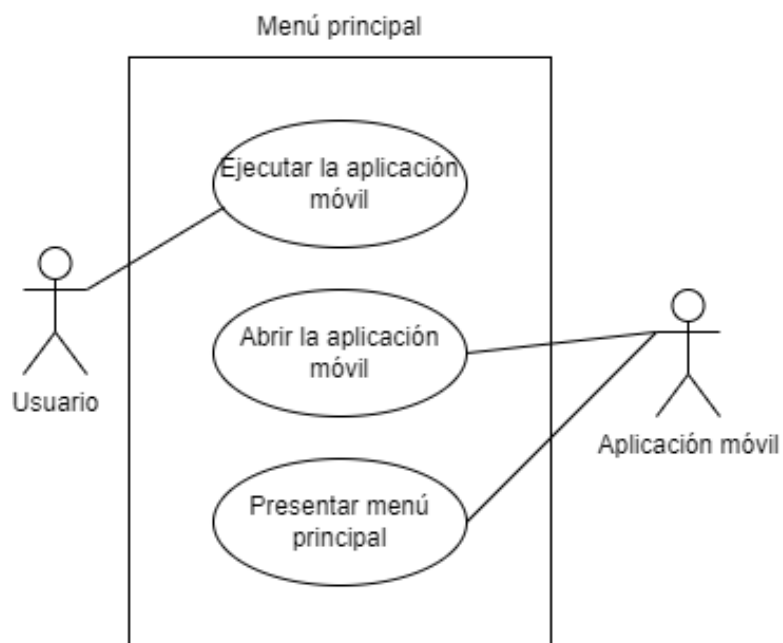 Menú principal
Ejecutar la aplicación
móvil
Usuario
Abrir la aplicación
móvil
Aplicación móvil
Presentar menú
principal